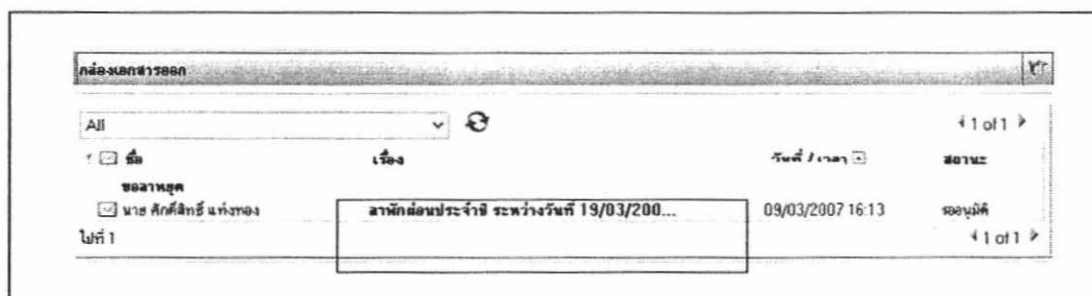 กล่องเอกสารออก
All 1 of 1
! ชื่อ เรื่อง วันที่ / เวลา สถานะ
ขอลาหยุด
นาย ศักดิ์สิทธิ์ แท่งทอง ลาพักผ่อนประจำปี ระหว่างวันที่ 19/03/200... 09/03/2007 16:13 รออนุมัติ
ไปที่ 1 1 of 1